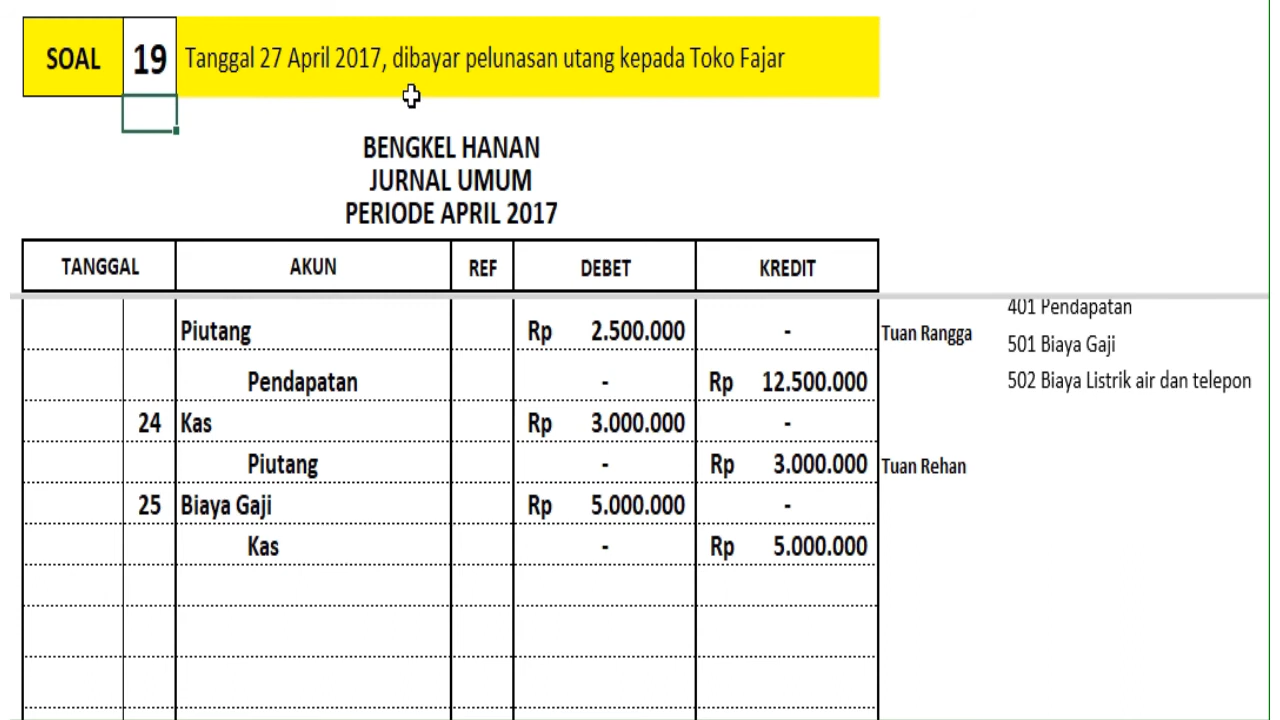 SOAL 19 Tanggal 27 April 2017, dibayar pelunasan utang kepada Toko Fajar
BENGKEL HANAN
JURNAL UMUM
PERIODE APRIL 2017
TANGGAL AKUN REF DEBET KREDIT
401 Pendapatan
Piutang Rp 2.500.000 - Tuan Rangga
501 Biaya Gaji
Pendapatan - Rp 12.500.000
502 Biaya Listrik air dan telepon
24 Kas Rp 3.000.000 -
Piutang - Rp 3.000.000 Tuan Rehan
25 Biaya Gaji Rp 5.000.000 -
Kas - Rp 5.000.000